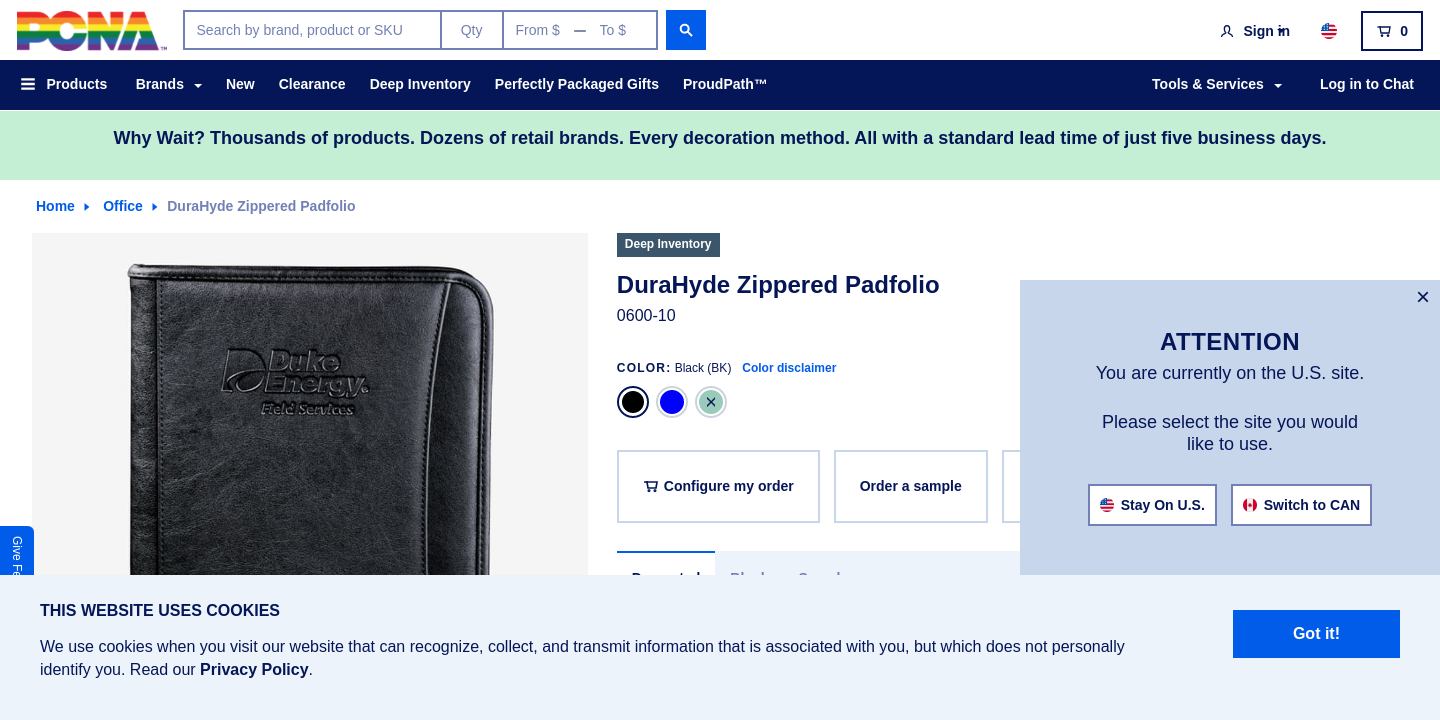 PCNA™
Search by brand, product or SKU
Qty
From $ — To $
Sign in
0
Products
Brands
New
Clearance
Deep Inventory
Perfectly Packaged Gifts
ProudPath™
Tools & Services
Log in to Chat
Why Wait? Thousands of products. Dozens of retail brands. Every decoration method. All with a standard lead time of just five business days.
Home
Office
DuraHyde Zippered Padfolio
Duke
Energy®
Field Services
Deep Inventory
DuraHyde Zippered Padfolio
0600-10
COLOR: Black (BK) Color disclaimer
Configure my order
Order a sample
ATTENTION
You are currently on the U.S. site.
Please select the site you would
like to use.
Stay On U.S.
Switch to CAN
Give
THIS WEBSITE USES COOKIES
We use cookies when you visit our website that can recognize, collect, and transmit information that is associated with you, but which does not personally
identify you. Read our Privacy Policy.
Got it!